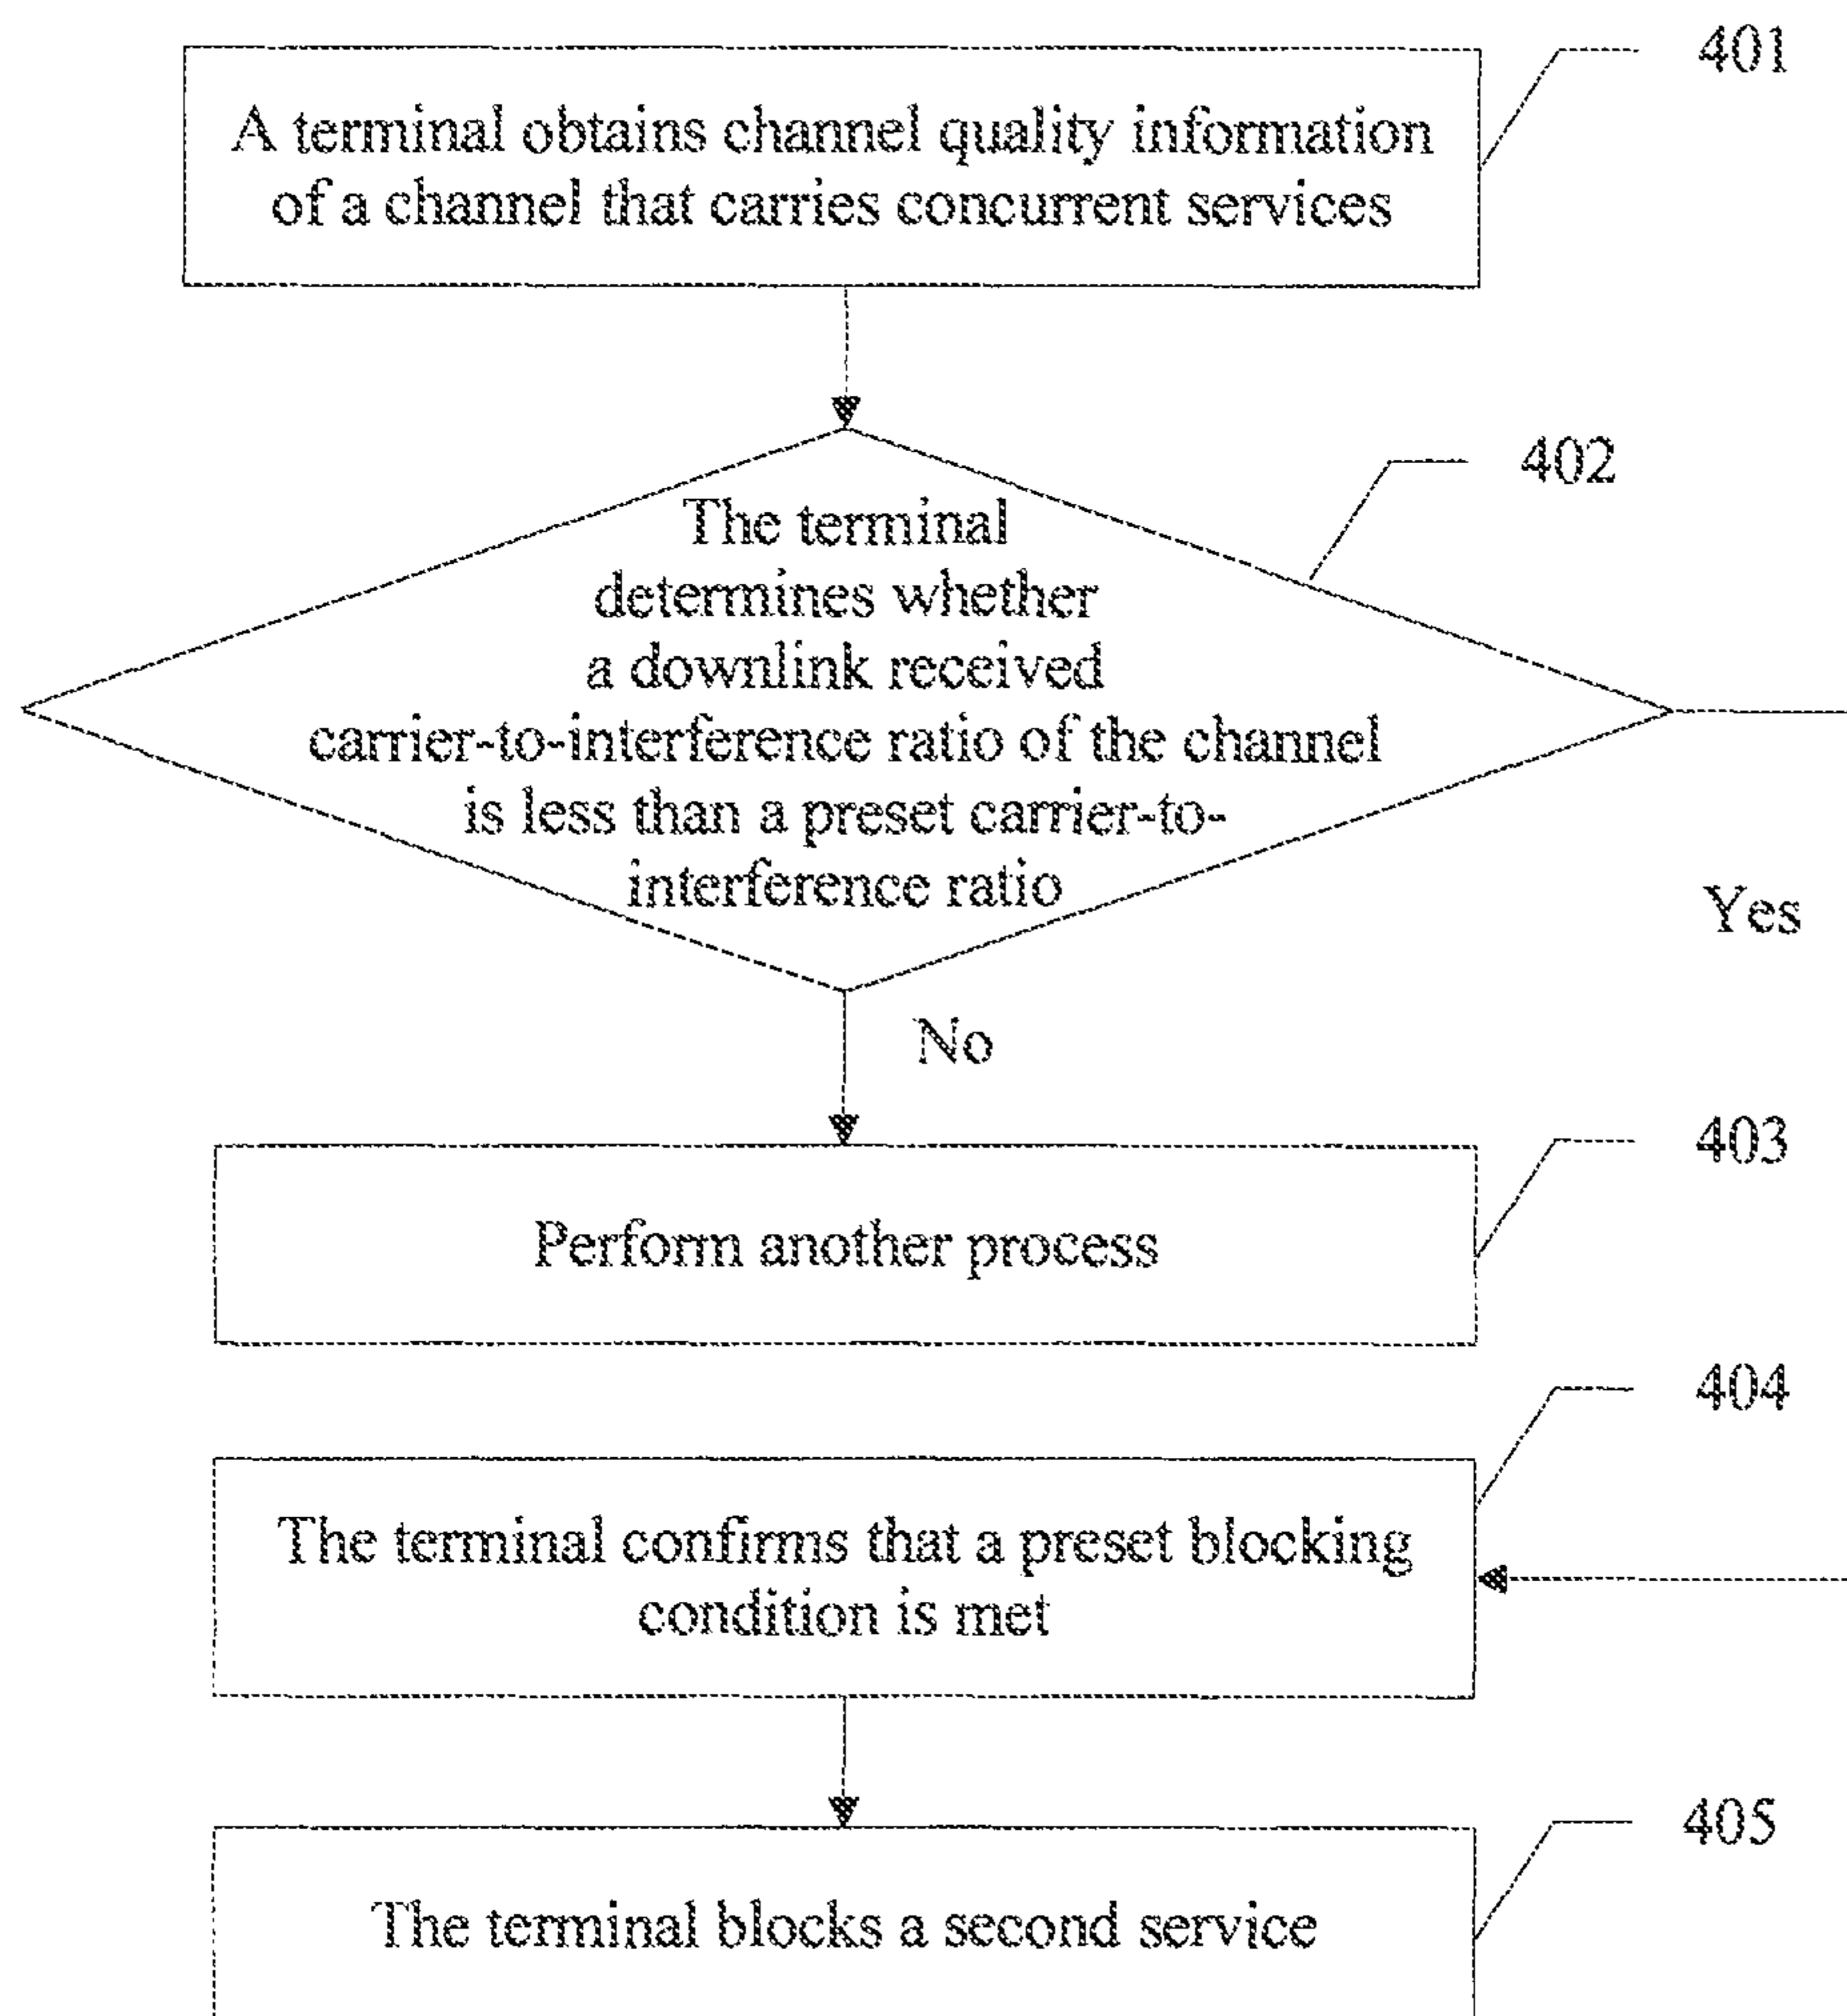 401
A terminal obtains channel quality information
of a channel that carries concurrent services
402
The terminal
determines whether
a downlink received
carrier-to-interference ratio of the channel
is less than a preset carrier-to-
interference ratio
Yes
No
403
Perform another process
404
The terminal confirms that a preset blocking
condition is met
405
The terminal blocks a second service